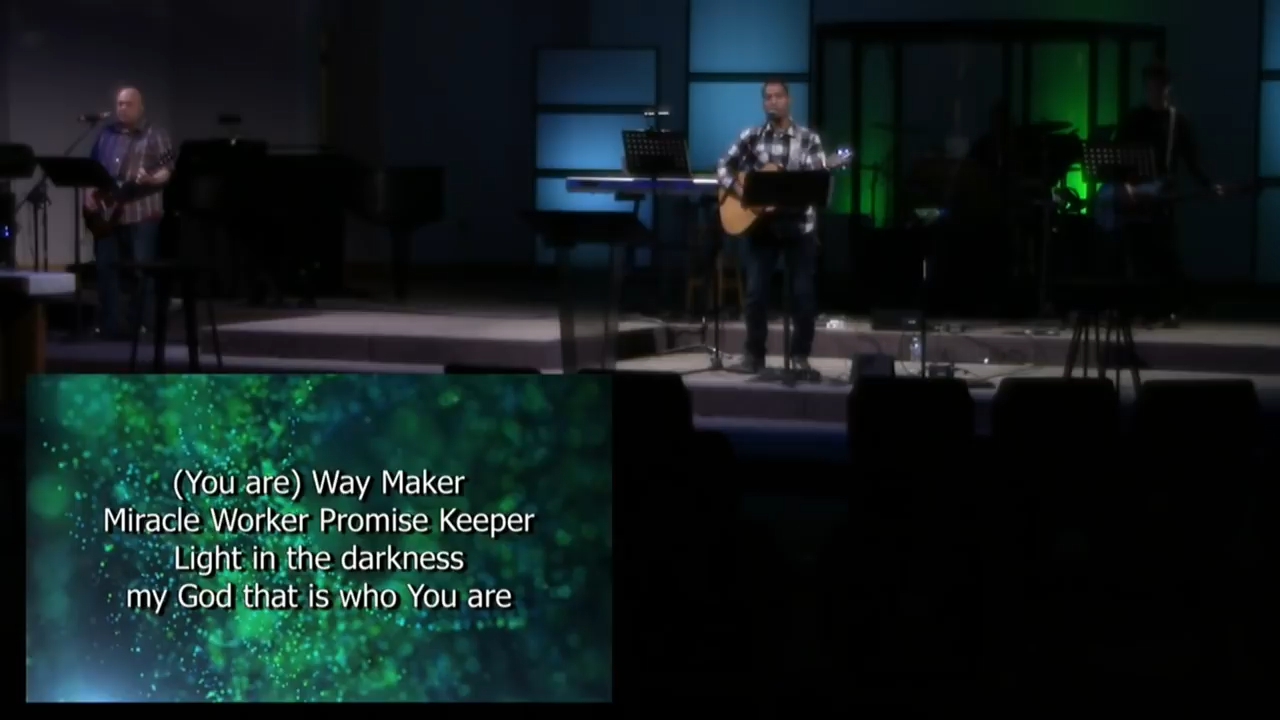 (You are) Way Maker
Miracle Worker Promise Keeper
Light in the darkness
my God that is who You are